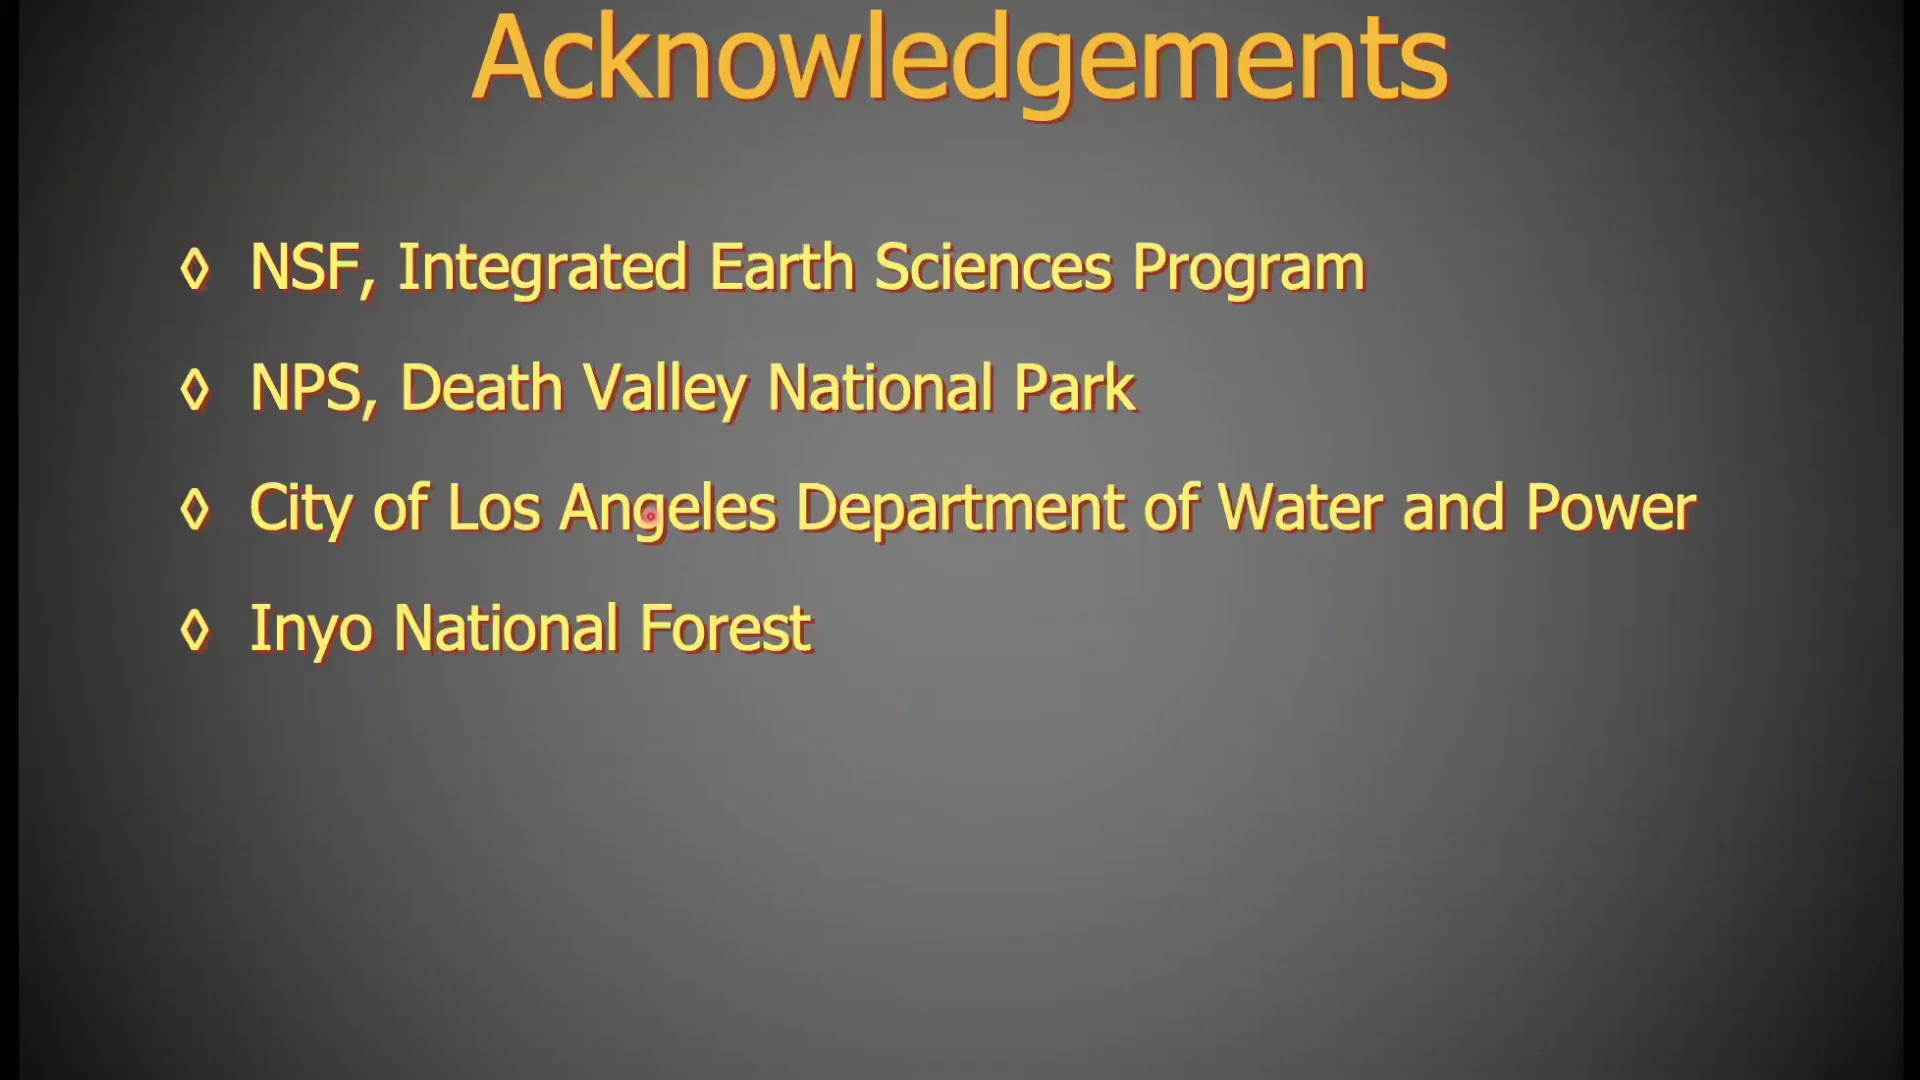 Acknowledgements
◊ NSF, Integrated Earth Sciences Program
◊ NPS, Death Valley National Park
◊ City of Los Angeles Department of Water and Power
◊ Inyo National Forest